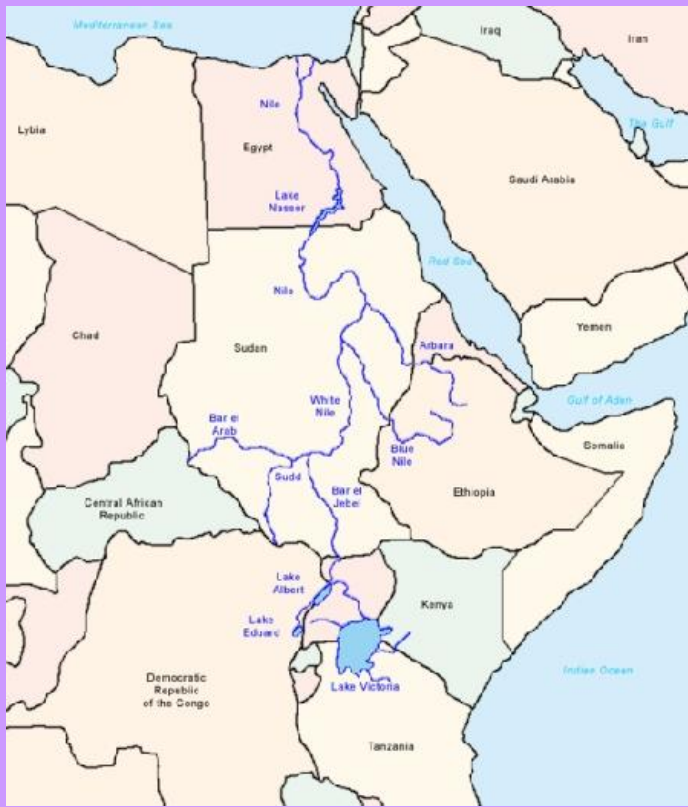 Mediterranean Sea
Iraq
Iran
Nile
The Gulf
Lybia
Egypt
Saudi Arabia
Lake
Nasser
Red Sea
Nile
Chad
Yemen
Sudan
Atbara
White
Nile
Gulf of Aden
Bar el
Arab
Blue
Nile
Somalia
Sudd
Bar el
Jebel
Ethiopia
Central African
Republic
Lake
Albert
Kenya
Lake
Eduard
Indian Ocean
Democratic
Republic
of the Congo
Lake Victoria
Tanzania